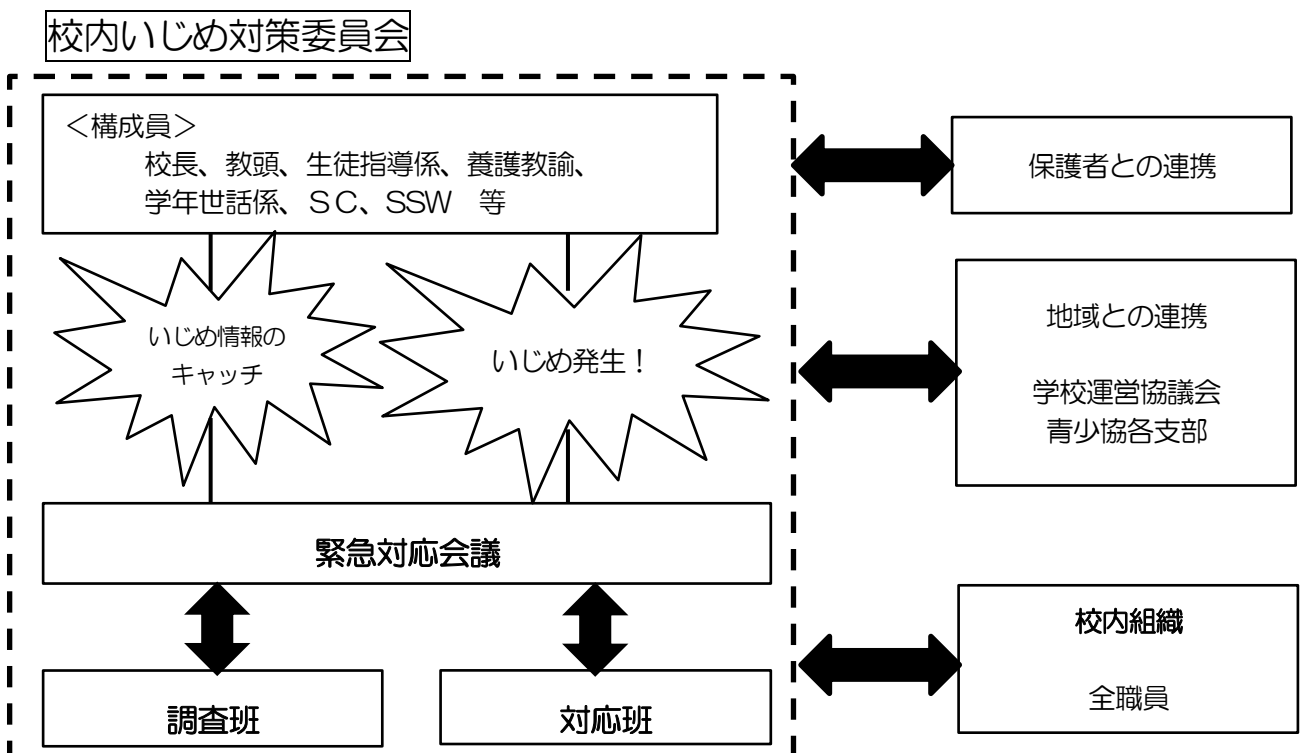 校内いじめ対策委員会
＜構成員＞
校長、教頭、生徒指導係、養護教諭、
学年世話係、ＳＣ、SSW　等
いじめ情報の
キャッチ
いじめ発生！
緊急対応会議
調査班
対応班
保護者との連携
地域との連携
学校運営協議会
青少協各支部
校内組織
全職員